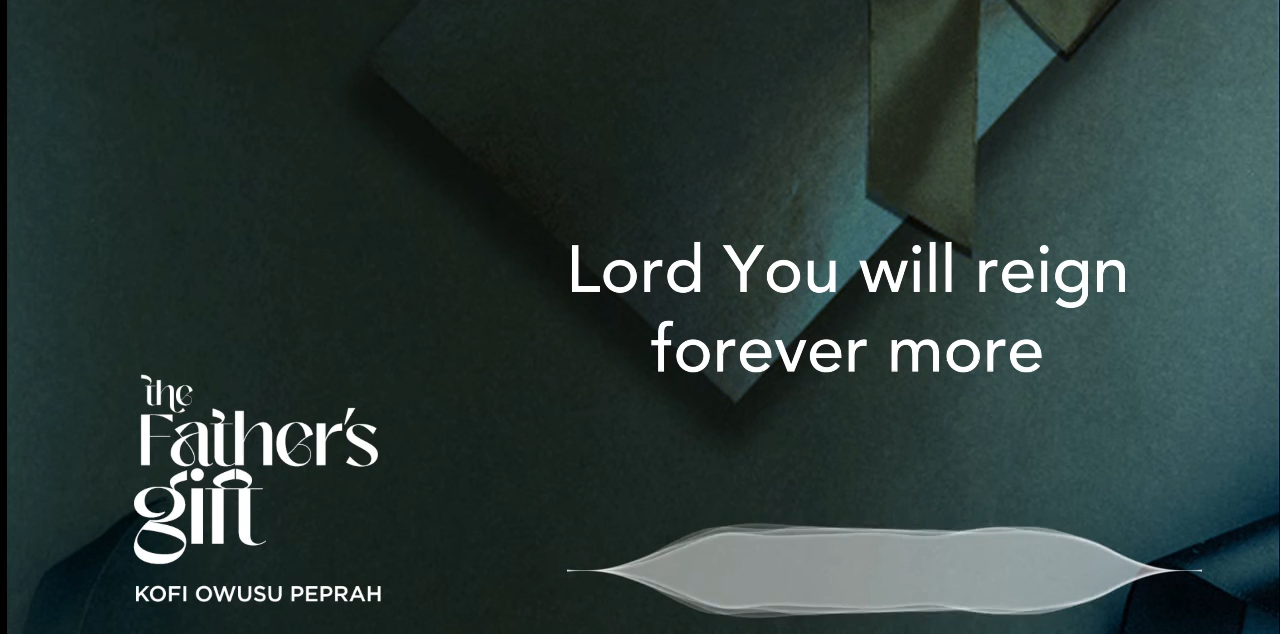 Lord You will reign
forever more
the
Father's
gift
KOFI OWUSU PEPRAH